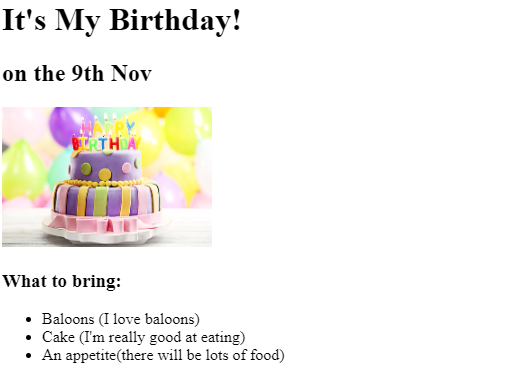 It's My Birthday!
on the 9th Nov
HAPPY
BIRTHDAY
What to bring:
Baloons (I love baloons)
Cake (I'm really good at eating)
An appetite(there will be lots of food)